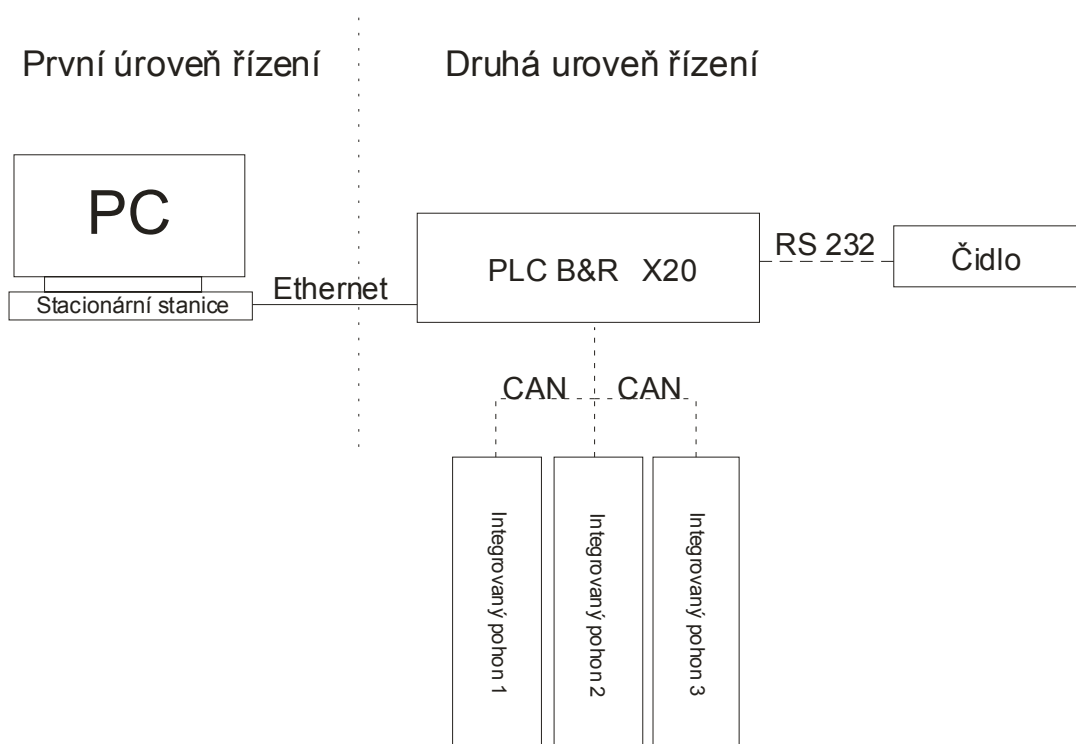 První úroveň řízení
Druhá uroveň řízení
PC
Stacionární stanice
Ethernet
PLC B&R X20
RS 232
Čidlo
CAN
CAN
Integrovaný pohon 1
Integrovaný pohon 2
Integrovaný pohon 3